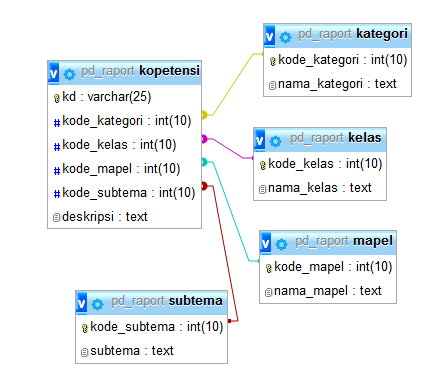 pd_raport kategori
kode_kategori : int(10)
nama_kategori : text
v pd_raport kopetensi
kd : varchar(25)
# kode_kategori : int(10)
# kode_kelas : int(10)
# kode_mapel : int(10)
# kode_subtema : int(10)
deskripsi : text
v pd_raport kelas
kode_kelas : int(10)
nama_kelas : text
v pd_raport mapel
kode_mapel : int(10)
nama_mapel : text
v pd_raport subtema
kode_subtema : int(10)
subtema : text